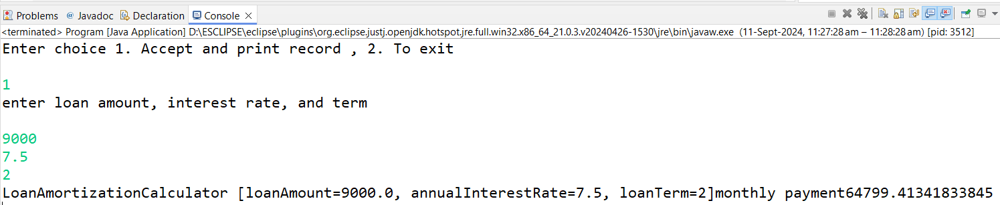 Problems @ Javadoc Declaration Console
<terminated> Program [Java Application] D:\ESCLIPSE\eclipse\plugins\org.eclipse.justj.openjdk.hotspot.jre.full.win32.x86_64_21.0.3.v20240426-1530\jre\bin\javaw.exe (11-Sept-2024, 11:27:28 am – 11:28:28 am) [pid: 3512]
Enter choice 1. Accept and print record , 2. To exit
1
enter loan amount, interest rate, and term
9000
7.5
2
LoanAmortizationCalculator [loanAmount=9000.0, annualInterestRate=7.5, loanTerm=2]monthly payment64799.41341833845